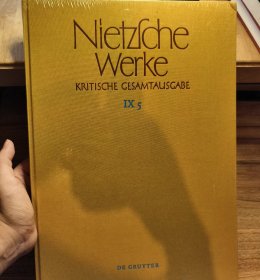 Nietzsche
Werke
KRITISCHE GESAMTAUSGABE
IX 5
DE GRUYTER